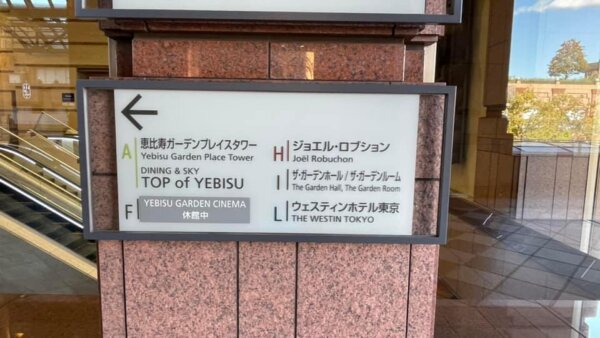 A
恵比寿ガーデンプレイスタワー
Yebisu Garden Place Tower
DINING & SKY
TOP of YEBISU
F
YEBISU GARDEN CINEMA
休館中
H
ジョエル・ロブション
Joël Robuchon
I
ザ・ガーデンホール / ザ・ガーデンルーム
The Garden Hall, The Garden Room
L
ウェスティンホテル東京
THE WESTIN TOKYO